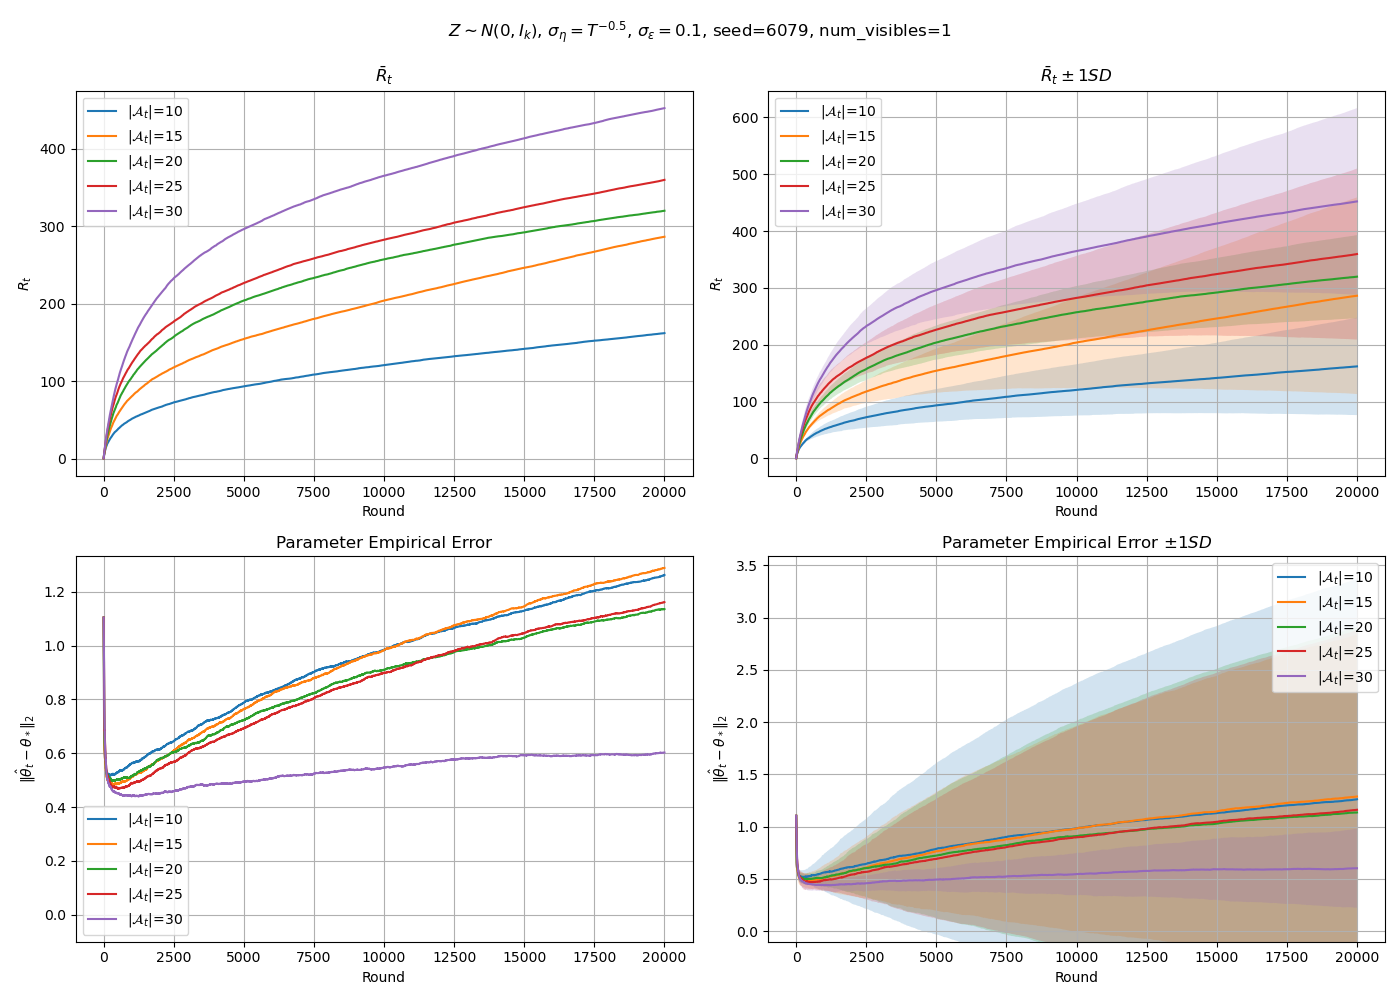 Z ~ N(0, I_k), σ_η = T^{−0.5}, σ_ε = 0.1, seed=6079, num_visibles=1
R̄_t
|𝒜_t|=10
|𝒜_t|=15
|𝒜_t|=20
|𝒜_t|=25
|𝒜_t|=30
400
300
200
100
0
R_t
0 2500 5000 7500 10000 12500 15000 17500 20000
Round
R̄_t ± 1SD
|𝒜_t|=10
|𝒜_t|=15
|𝒜_t|=20
|𝒜_t|=25
|𝒜_t|=30
600
500
400
300
200
100
0
R_t
0 2500 5000 7500 10000 12500 15000 17500 20000
Round
Parameter Empirical Error
1.2
1.0
0.8
0.6
0.4
0.2
0.0
‖θ̂_t − θ_*‖_2
|𝒜_t|=10
|𝒜_t|=15
|𝒜_t|=20
|𝒜_t|=25
|𝒜_t|=30
0 2500 5000 7500 10000 12500 15000 17500 20000
Round
Parameter Empirical Error ±1SD
3.5
3.0
2.5
2.0
1.5
1.0
0.5
0.0
‖θ̂_t − θ_*‖_2
|𝒜_t|=10
|𝒜_t|=15
|𝒜_t|=20
|𝒜_t|=25
|𝒜_t|=30
0 2500 5000 7500 10000 12500 15000 17500 20000
Round